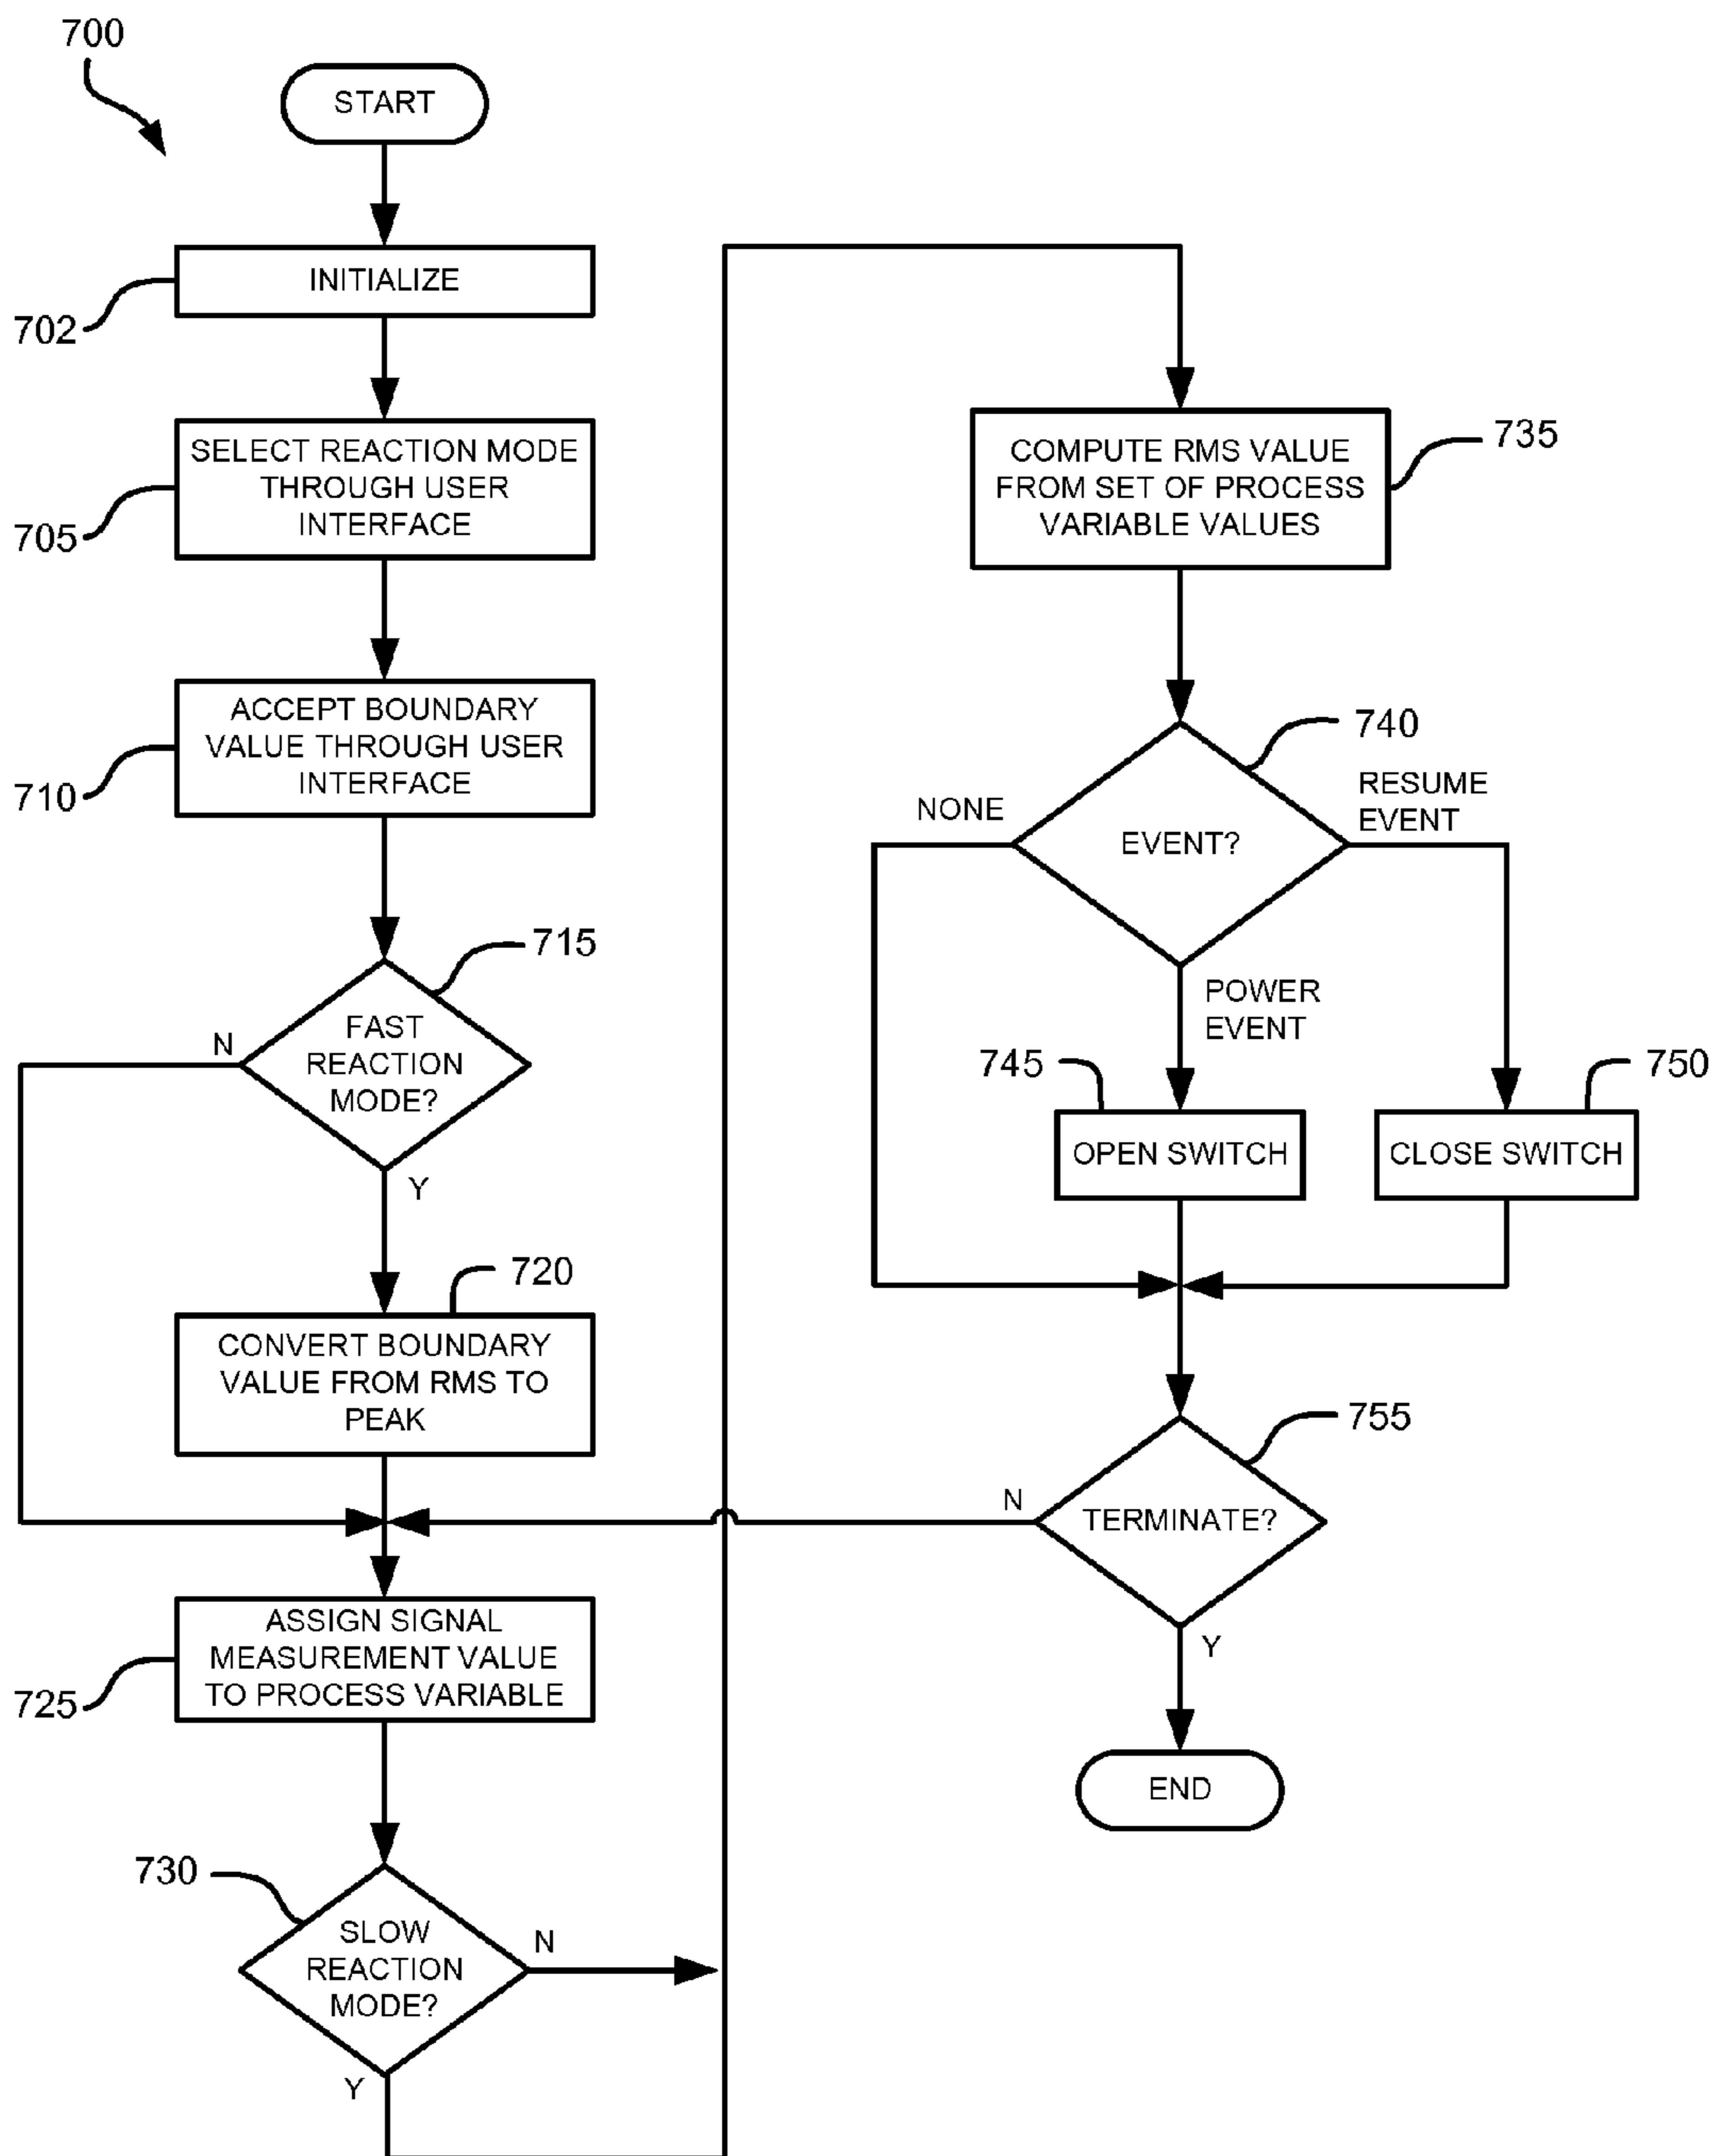 700
START
INITIALIZE
702
SELECT REACTION MODE
THROUGH USER
INTERFACE
705
ACCEPT BOUNDARY
VALUE THROUGH USER
INTERFACE
710
715
FAST
REACTION
MODE?
N
Y
720
CONVERT BOUNDARY
VALUE FROM RMS TO
PEAK
ASSIGN SIGNAL
MEASUREMENT VALUE
TO PROCESS VARIABLE
725
730
SLOW
REACTION
MODE?
N
Y
COMPUTE RMS VALUE
FROM SET OF PROCESS
VARIABLE VALUES
735
740
EVENT?
NONE
RESUME
EVENT
POWER
EVENT
745
OPEN SWITCH
750
CLOSE SWITCH
755
TERMINATE?
N
Y
END